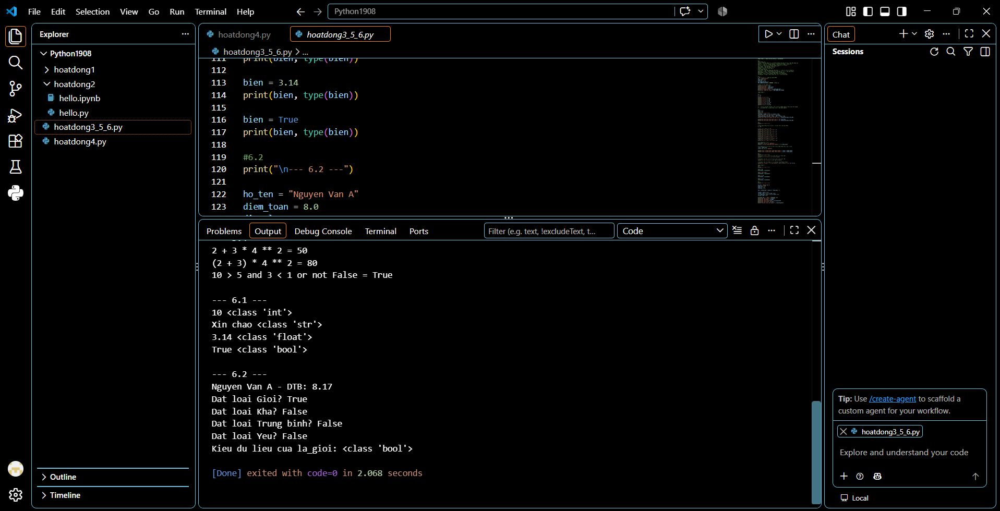 File Edit Selection View Go Run Terminal Help
Python1908
Explorer
Python1908
hoatdong1
hoatdong2
hello.ipynb
hello.py
hoatdong3_5_6.py
hoatdong4.py
Outline
Timeline
hoatdong4.py
hoatdong3_5_6.py
hoatdong3_5_6.py > ...
111 print(bien, type(bien))
112
113 bien = 3.14
114 print(bien, type(bien))
115
116 bien = True
117 print(bien, type(bien))
118
119 #6.2
120 print("\n--- 6.2 ---")
121
122 ho_ten = "Nguyen Van A"
123 diem_toan = 8.0
Problems Output Debug Console Terminal Ports
Filter (e.g. text, !excludeText, t...
Code
2 + 3 * 4 ** 2 = 50
(2 + 3) * 4 ** 2 = 80
10 > 5 and 3 < 1 or not False = True
--- 6.1 ---
10 <class 'int'>
Xin chao <class 'str'>
3.14 <class 'float'>
True <class 'bool'>
--- 6.2 ---
Nguyen Van A - DTB: 8.17
Dat loai Gioi? True
Dat loai Kha? False
Dat loai Trung binh? False
Dat loai Yeu? False
Kieu du lieu cua la_gioi: <class 'bool'>
[Done] exited with code=0 in 2.068 seconds
Chat
Sessions
Tip: Use /create-agent to scaffold a
custom agent for your workflow.
hoatdong3_5_6.py
Explore and understand your code
Local